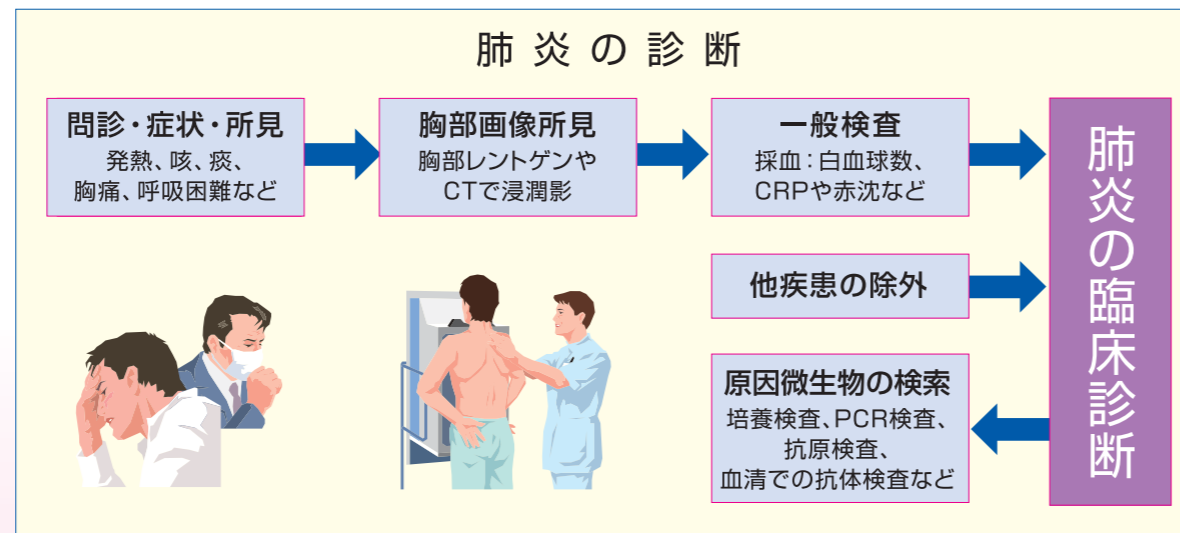 肺炎の診断
問診・症状・所見
発熱、咳、痰、
胸痛、呼吸困難など
胸部画像所見
胸部レントゲンや
CTで浸潤影
一般検査
採血：白血球数、
CRPや赤沈など
他疾患の除外
原因微生物の検索
培養検査、PCR検査、
抗原検査、
血清での抗体検査など
肺炎の臨床診断